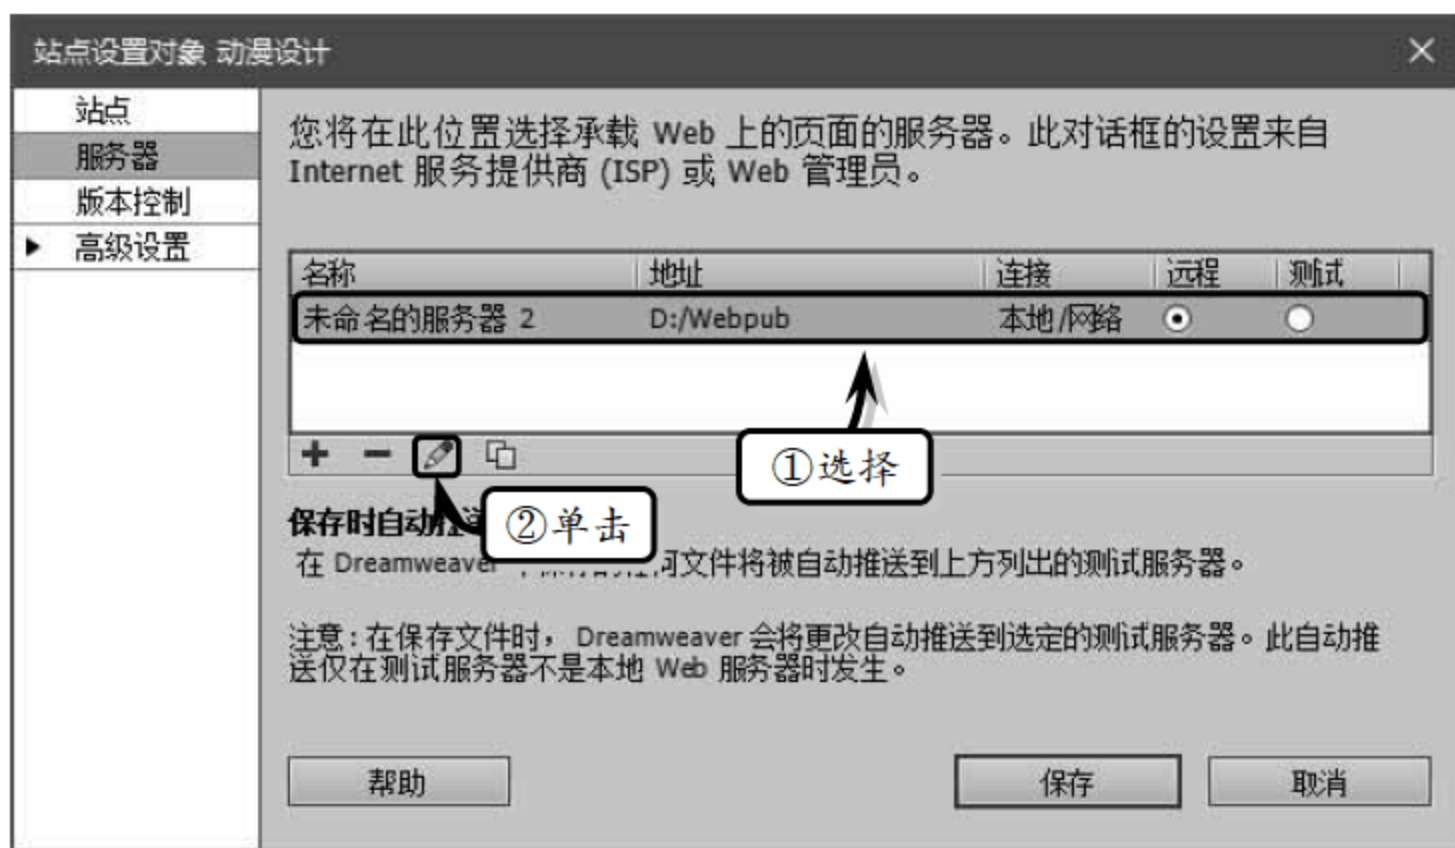 站点设置对象 动漫设计
站点
服务器
版本控制
高级设置
您将在此位置选择承载 Web 上的页面的服务器。此对话框的设置来自
Internet 服务提供商 (ISP) 或 Web 管理员。
名称 地址 连接 远程 测试
未命名的服务器 2 D:/Webpub 本地/网络
①选择
②单击
保存时自动
在 Dreamweaver 文件将被自动推送到上方列出的测试服务器。
注意:在保存文件时, Dreamweaver 会将更改自动推送到选定的测试服务器。此自动推
送仅在测试服务器不是本地 Web 服务器时发生。
帮助 保存 取消